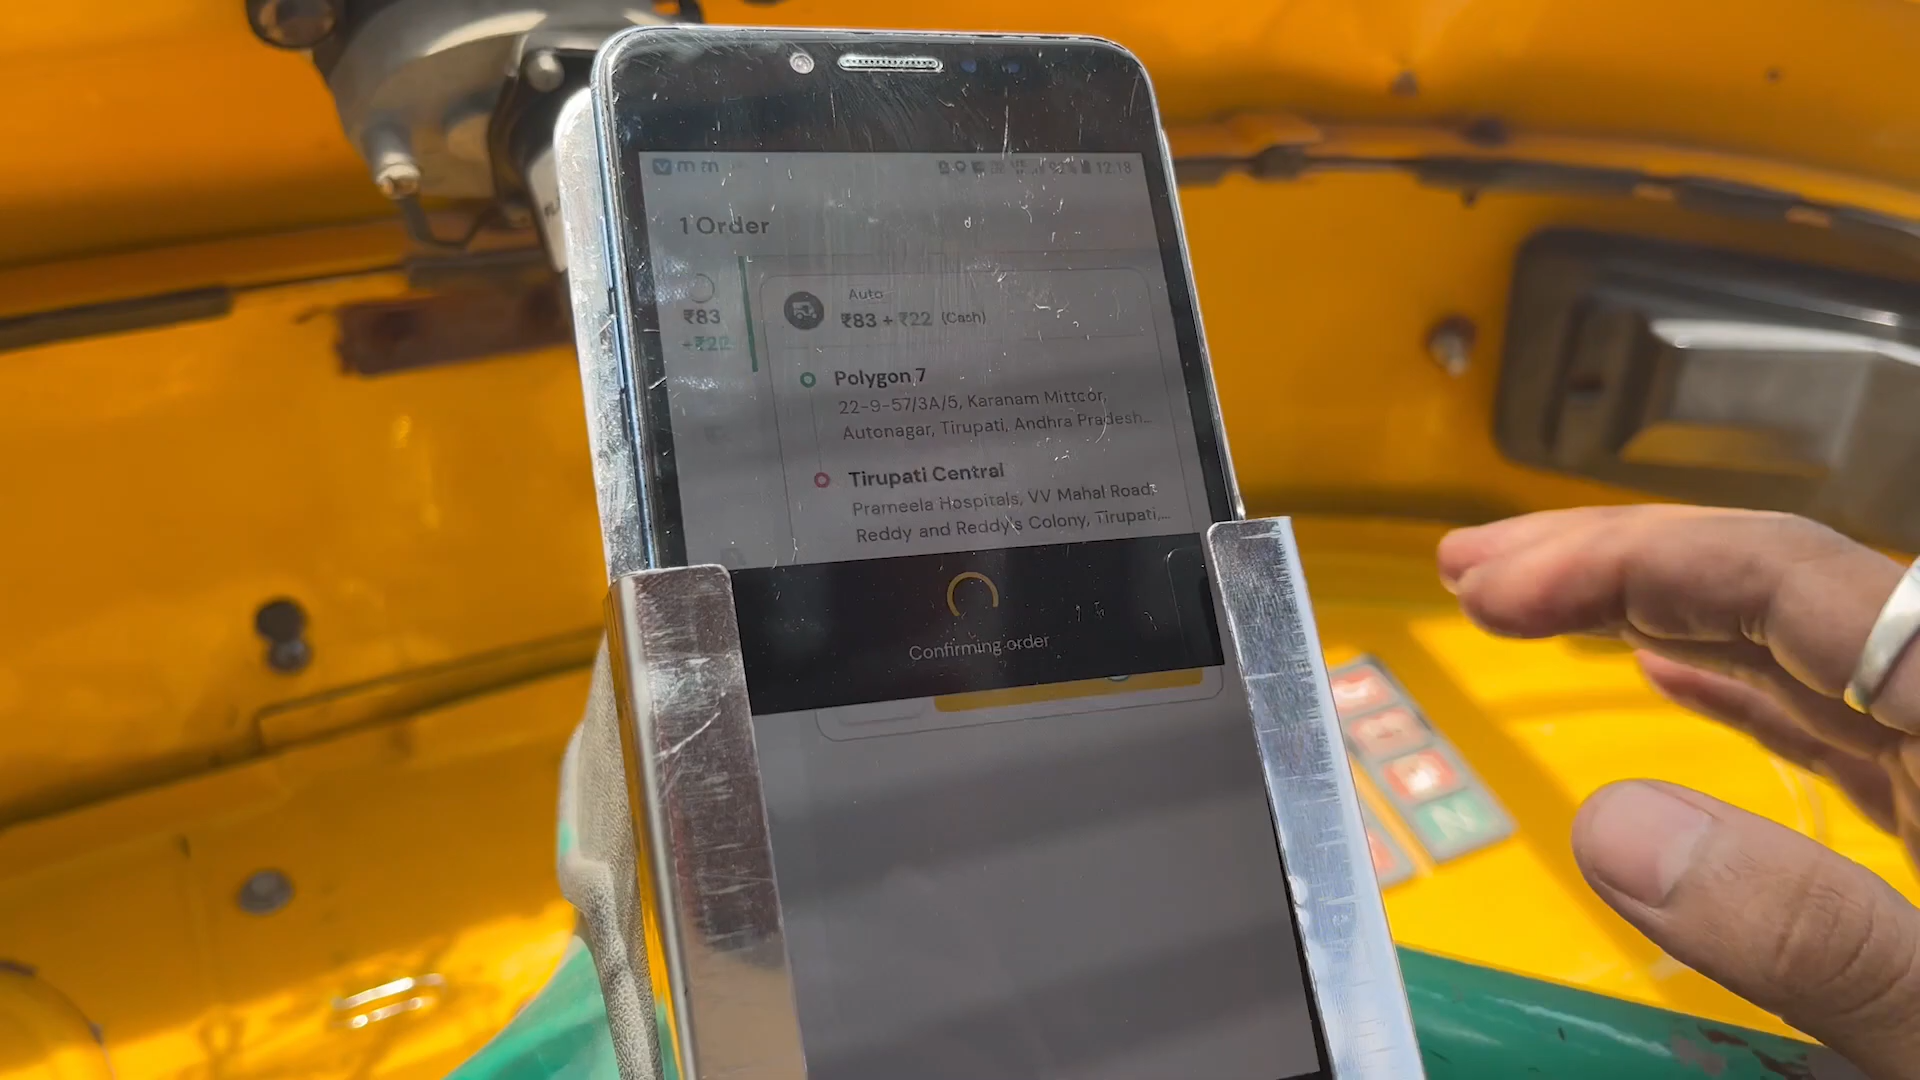 12:18
1 Order
₹83
+₹22
Auto
₹83 + ₹22 (Cash)
Polygon 7
22-9-57/3A/5, Karanam Mittcor,
Autonagar, Tirupati, Andhra Pradesh...
Tirupati Central
Prameela Hospitals, VV Mahal Road,
Reddy and Reddy's Colony, Tirupati,...
Confirming order